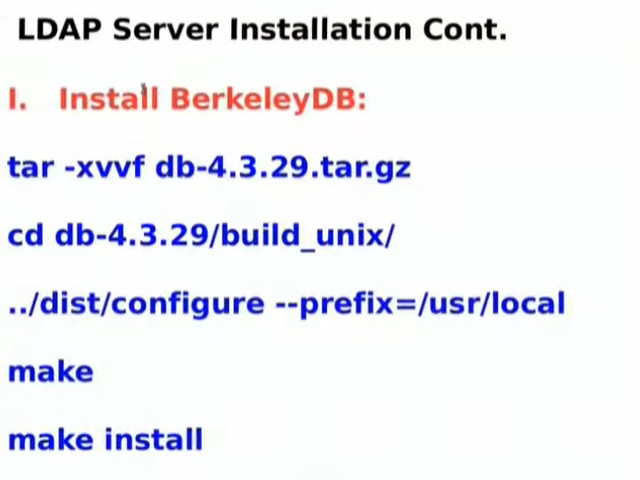 LDAP Server Installation Cont.
I. Install BerkeleyDB:
tar -xvvf db-4.3.29.tar.gz
cd db-4.3.29/build_unix/
../dist/configure --prefix=/usr/local
make
make install